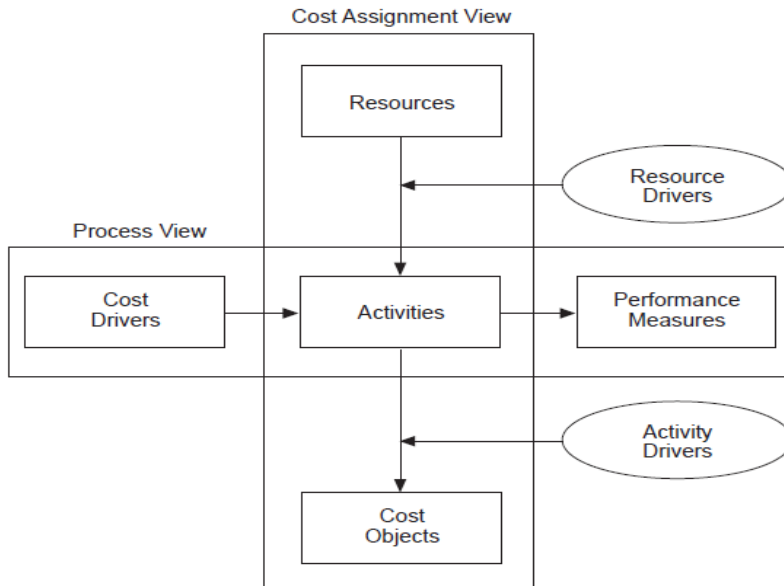 Cost Assignment View
Resources
Resource
Drivers
Process View
Cost
Drivers
Activities
Performance
Measures
Activity
Drivers
Cost
Objects